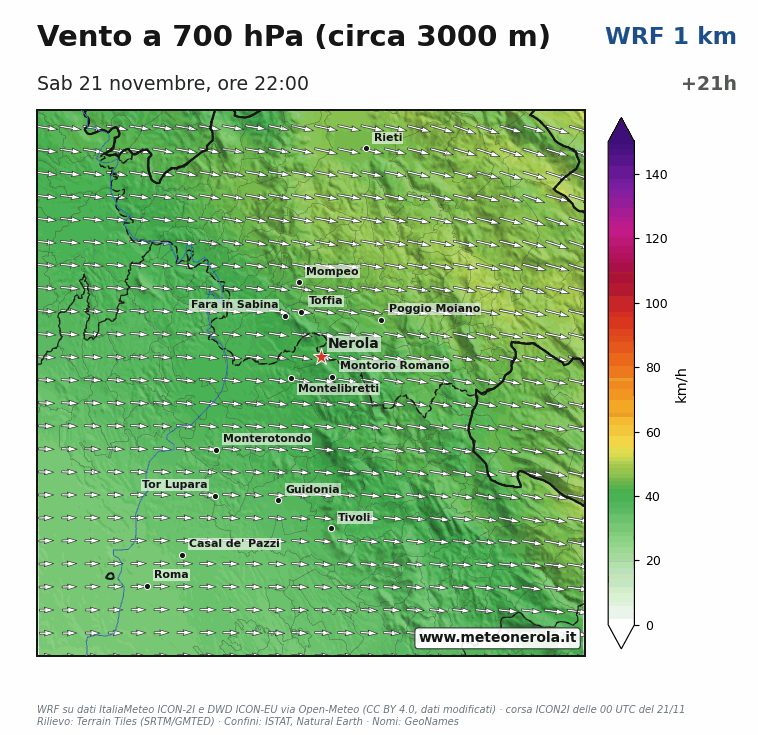 Vento a 700 hPa (circa 3000 m)
WRF 1 km
Sab 21 novembre, ore 22:00
+21h
Rieti
Mompeo
Fara in Sabina
Toffia
Poggio Moiano
Nerola
Montorio Romano
Montelibretti
Monterotondo
Tor Lupara
Guidonia
Tivoli
Casal de' Pazzi
Roma
www.meteonerola.it
140
120
100
80
60
40
20
0
km/h
WRF su dati ItaliaMeteo ICON-2I e DWD ICON-EU via Open-Meteo (CC BY 4.0, dati modificati) · corsa ICON2I delle 00 UTC del 21/11
Rilievo: Terrain Tiles (SRTM/GMTED) · Confini: ISTAT, Natural Earth · Nomi: GeoNames